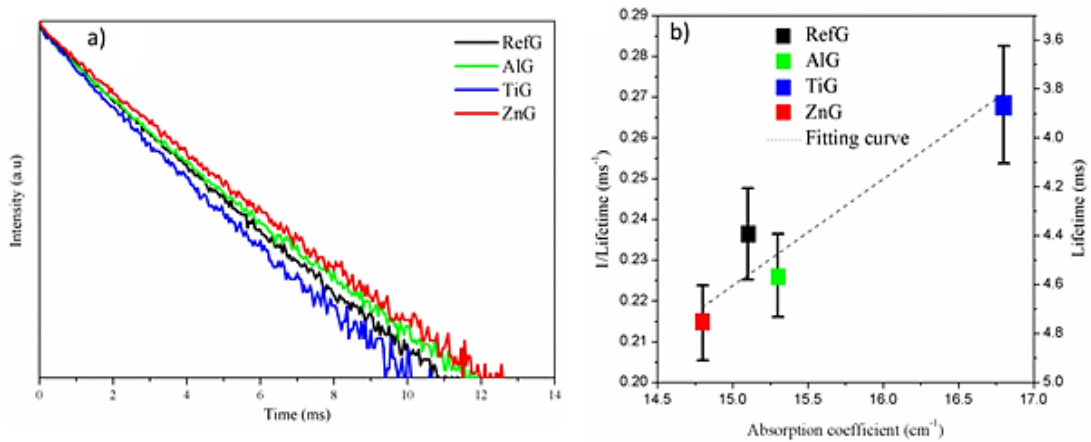 a)
RefG
AlG
TiG
ZnG
Intensity (a.u)
0 2 4 6 8 10 12 14
Time (ms)
b)
RefG
AlG
TiG
ZnG
Fitting curve
1/Lifetime (ms-1)
0.29
0.28
0.27
0.26
0.25
0.24
0.23
0.22
0.21
0.20
3.6
3.8
4.0
4.2
4.4
4.6
4.8
5.0
Lifetime (ms)
14.5 15.0 15.5 16.0 16.5 17.0
Absorption coefficient (cm-1)